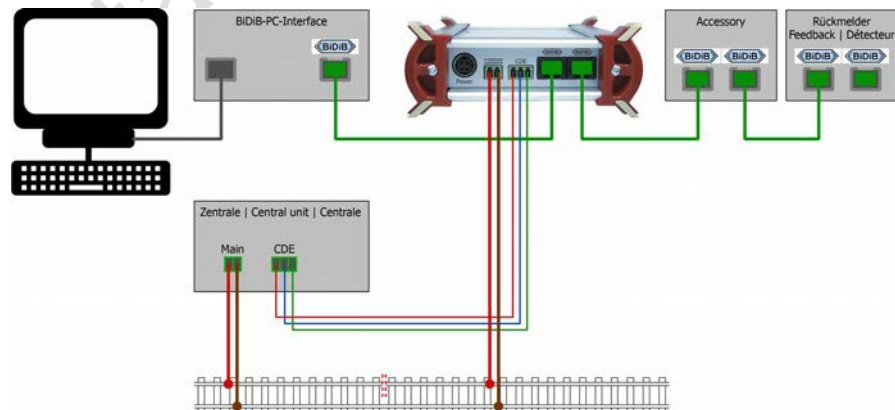 BiDiB-PC-Interface
BiDiB
Power
CDE
Accessory
BiDiB
BiDiB
Rückmelder
Feedback | Détecteur
BiDiB
BiDiB
Zentrale | Central unit | Centrale
Main
CDE